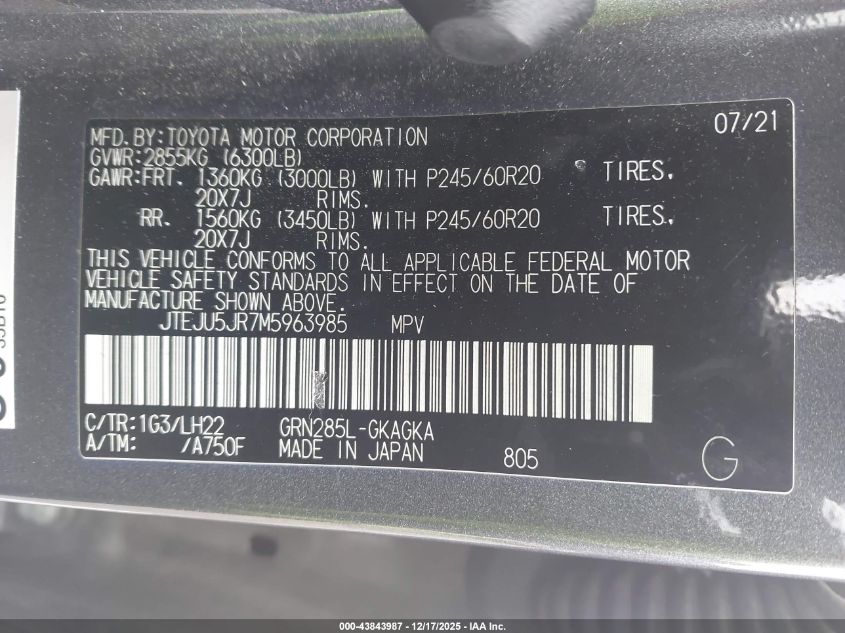 07/21
MFD.BY:TOYOTA MOTOR CORPORATION
GVWR:2855KG (6300LB)
GAWR:FRT. 1360KG (3000LB) WITH P245/60R20 TIRES.
20X7J RIMS.
RR. 1560KG (3450LB) WITH P245/60R20 TIRES.
20X7J RIMS.
THIS VEHICLE CONFORMS TO ALL APPLICABLE FEDERAL MOTOR
VEHICLE SAFETY STANDARDS IN EFFECT ON THE DATE OF
MANUFACTURE SHOWN ABOVE.
JTEJU5JR7M5963985 MPV
C/TR:1G3/LH22 GRN285L-GKAGKA
A/TM: /A750F MADE IN JAPAN 805
G
000-43843987 - 12/17/2025 - IAA Inc.